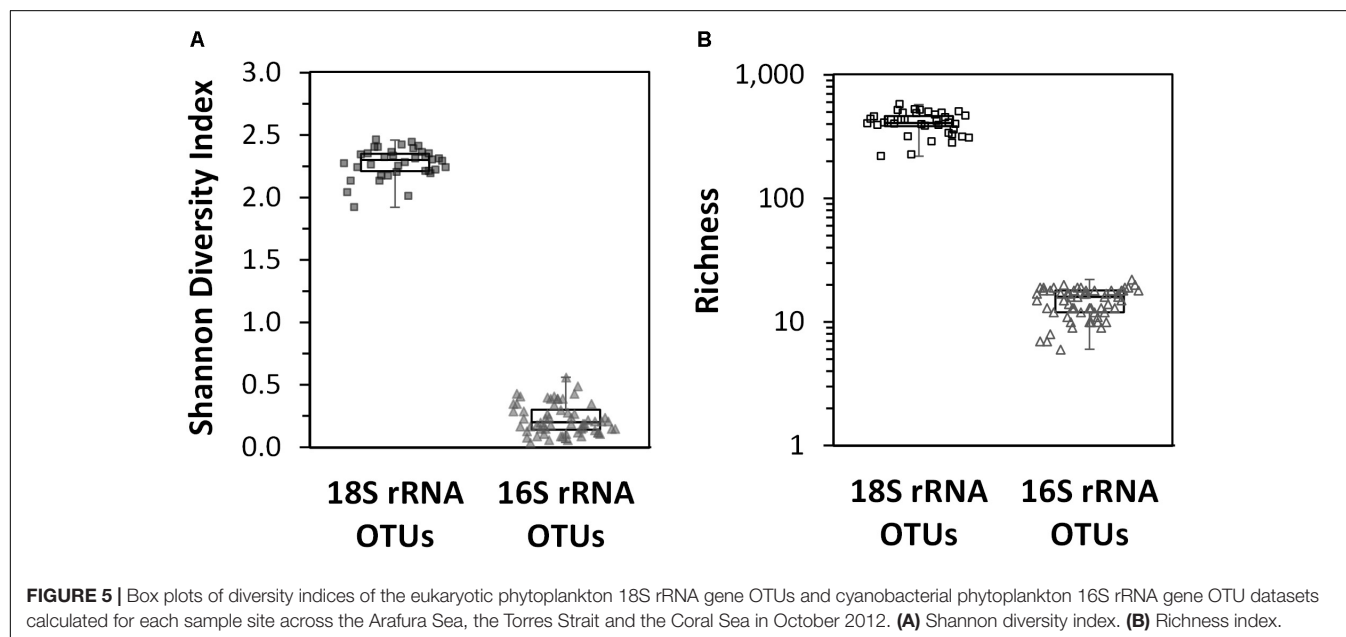 A
B
Shannon Diversity Index
3.0
2.5
2.0
1.5
1.0
0.5
0.0
18S rRNA
OTUs
16S rRNA
OTUs
Richness
1,000
100
10
1
18S rRNA
OTUs
16S rRNA
OTUs
FIGURE 5 | Box plots of diversity indices of the eukaryotic phytoplankton 18S rRNA gene OTUs and cyanobacterial phytoplankton 16S rRNA gene OTU datasets
calculated for each sample site across the Arafura Sea, the Torres Strait and the Coral Sea in October 2012. (A) Shannon diversity index. (B) Richness index.